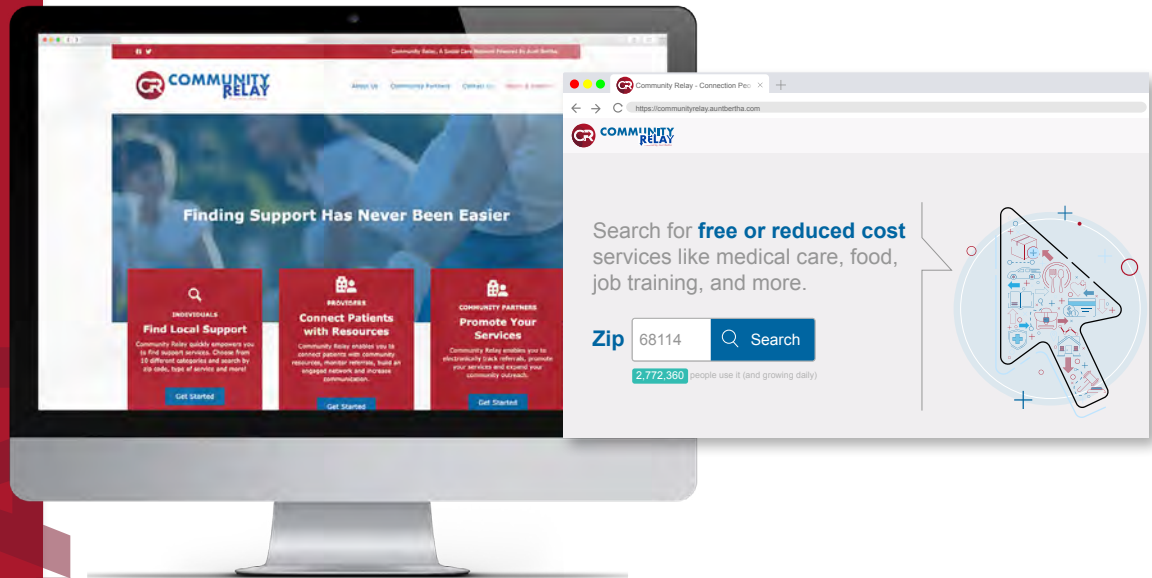 Community Relay, A Social Care Network Powered By Aunt Bertha
CR COMMUNITY
RELAY
About Us Community Partners Contact Us
Finding Support Has Never Been Easier
INDIVIDUALS
Find Local Support
Community Relay quickly empowers you
to find support services. Choose from
10 different categories and search by
zip code, type of service and more!
Get Started
PROVIDERS
Connect Patients
with Resources
Community Relay enables you to
connect patients with community
resources, monitor referrals, build an
engaged network and increase
communication.
Get Started
COMMUNITY PARTNERS
Promote Your
Services
Community Relay enables you to
electronically track referrals, promote
your services and expand your
community outreach.
Get Started
CR Community Relay - Connection Peo
https://communityrelay.auntbertha.com
CR COMMUNITY
RELAY
Search for free or reduced cost
services like medical care, food,
job training, and more.
Zip 68114 Search
2,772,360 people use it (and growing daily)